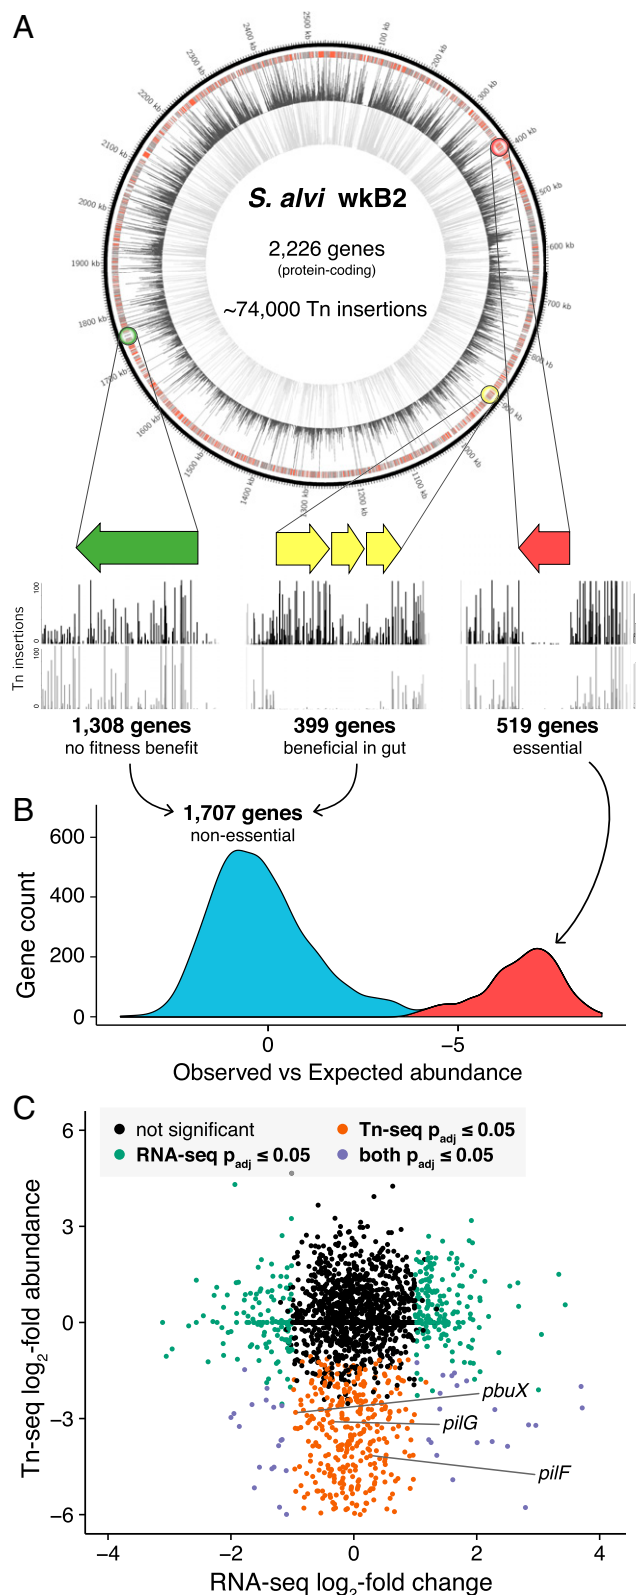 A
2500 kb
100 kb
200 kb
300 kb
400 kb
500 kb
600 kb
700 kb
800 kb
900 kb
1000 kb
1100 kb
1200 kb
1300 kb
1400 kb
1500 kb
1600 kb
1700 kb
1800 kb
1900 kb
2000 kb
2100 kb
2200 kb
2300 kb
2400 kb
S. alvi wkB2
2,226 genes
(protein-coding)
~74,000 Tn insertions
Tn insertions
100
0
100
0
1,308 genes
no fitness benefit
399 genes
beneficial in gut
519 genes
essential
B
1,707 genes
non-essential
Gene count
600
400
200
0
0
−5
Observed vs Expected abundance
C
not significant
Tn-seq padj ≤ 0.05
RNA-seq padj ≤ 0.05
both padj ≤ 0.05
Tn-seq log2-fold abundance
6
3
0
−3
−6
pbuX
pilG
pilF
−4
−2
0
2
4
RNA-seq log2-fold change